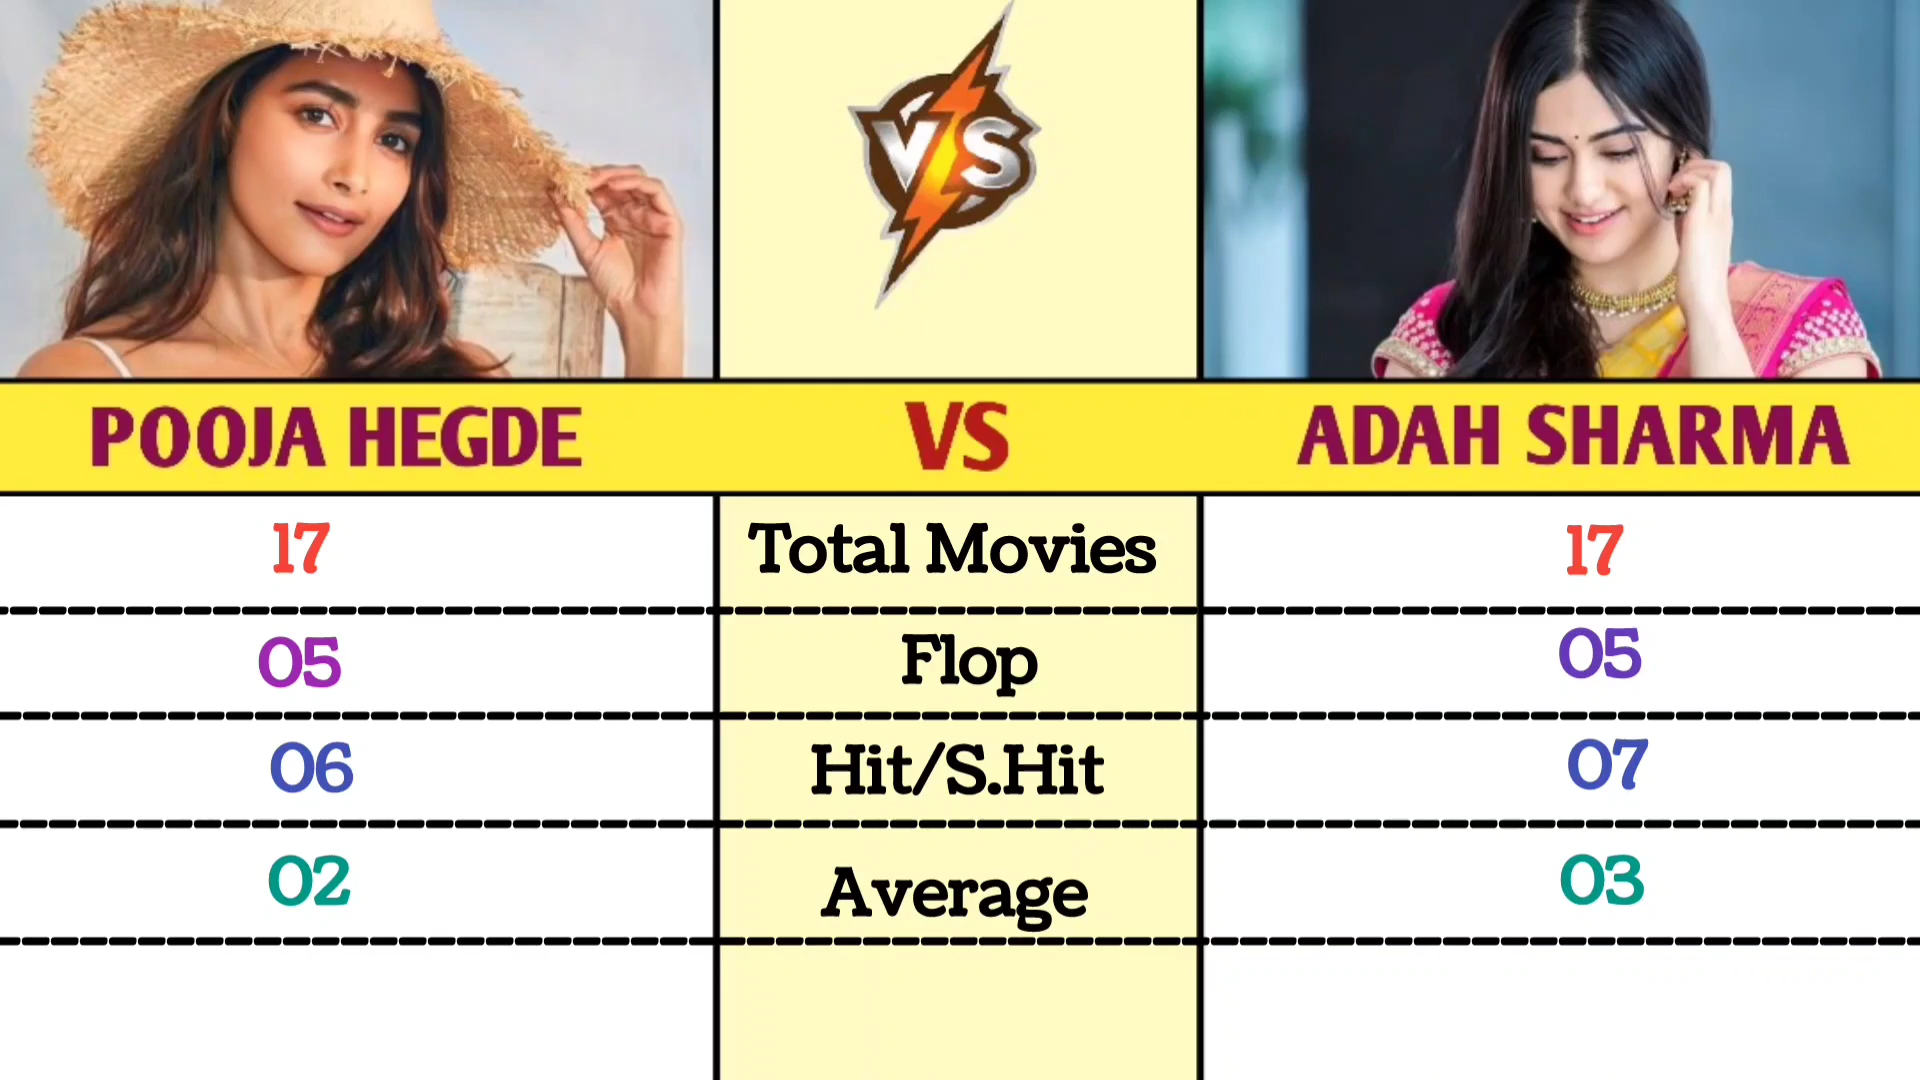 VS
POOJA HEGDE VS ADAH SHARMA
17 Total Movies 17
05 Flop 05
06 Hit/S.Hit 07
02 Average 03